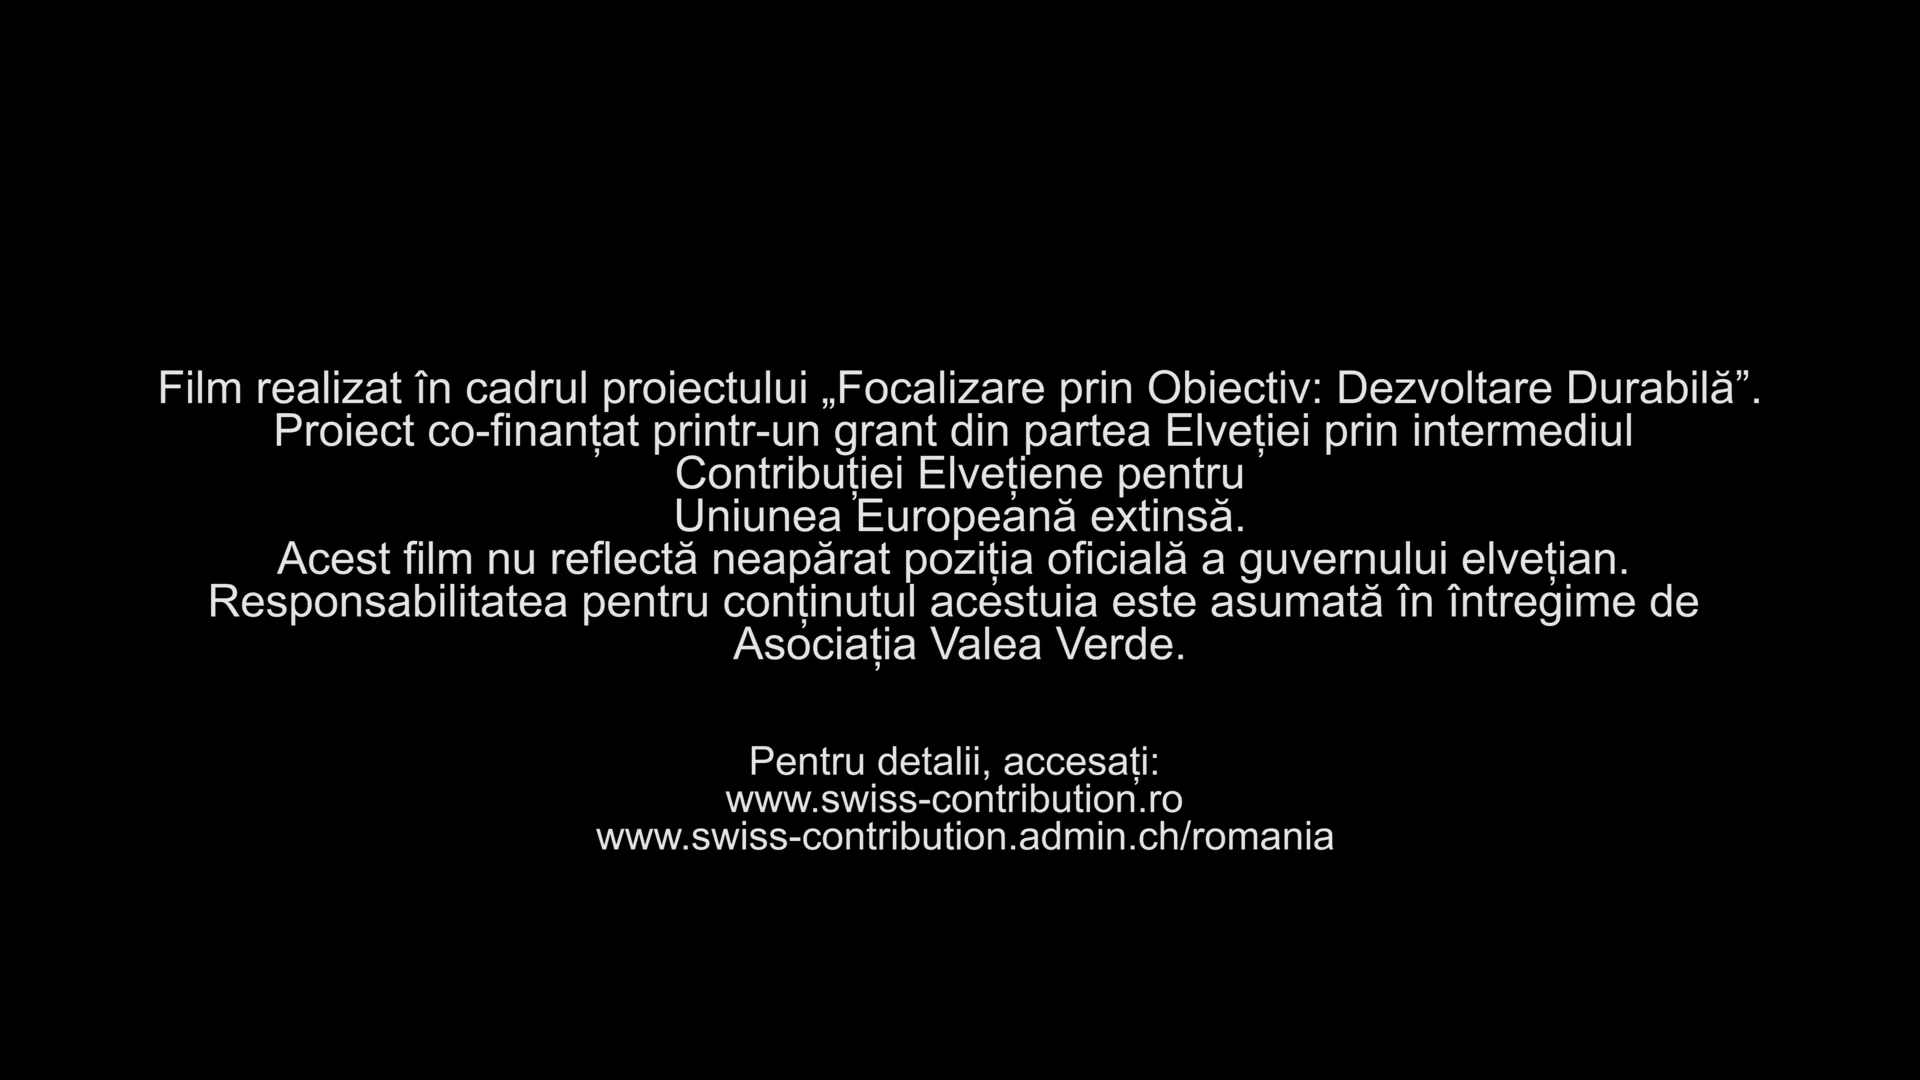 Film realizat în cadrul proiectului „Focalizare prin Obiectiv: Dezvoltare Durabilă”.
Proiect co-finanțat printr-un grant din partea Elveției prin intermediul
Contribuției Elvețiene pentru
Uniunea Europeană extinsă.
Acest film nu reflectă neapărat poziția oficială a guvernului elvețian.
Responsabilitatea pentru conținutul acestuia este asumată în întregime de
Asociația Valea Verde.
Pentru detalii, accesați:
www.swiss-contribution.ro
www.swiss-contribution.admin.ch/romania